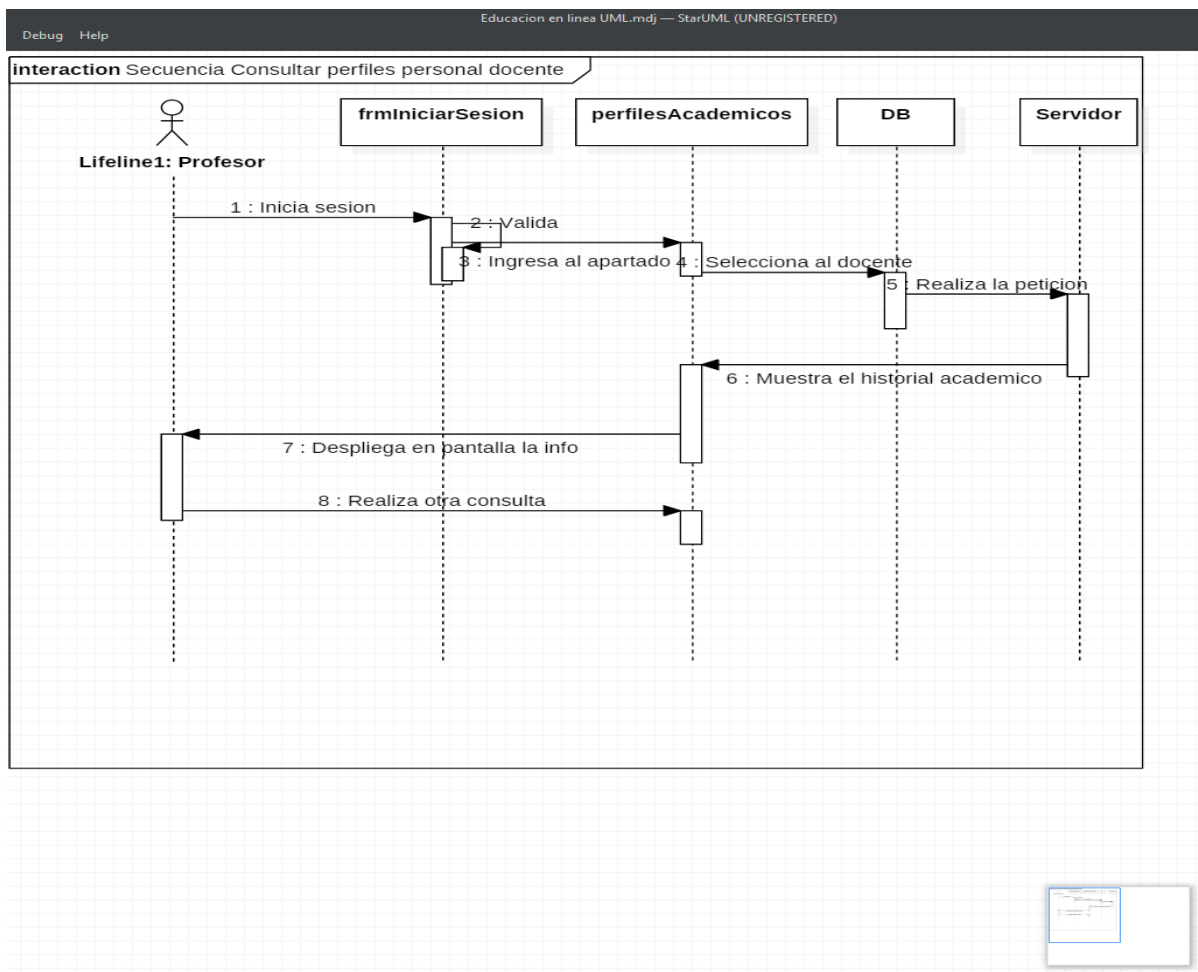 Educacion en linea UML.mdj — StarUML (UNREGISTERED)
Debug Help
interaction Secuencia Consultar perfiles personal docente
frmIniciarSesion perfilesAcademicos DB Servidor
Lifeline1: Profesor
1 : Inicia sesion
2 : Valida
3 : Ingresa al apartado 4 : Selecciona al docente
5 : Realiza la peticion
6 : Muestra el historial academico
7 : Despliega en pantalla la info
8 : Realiza otra consulta